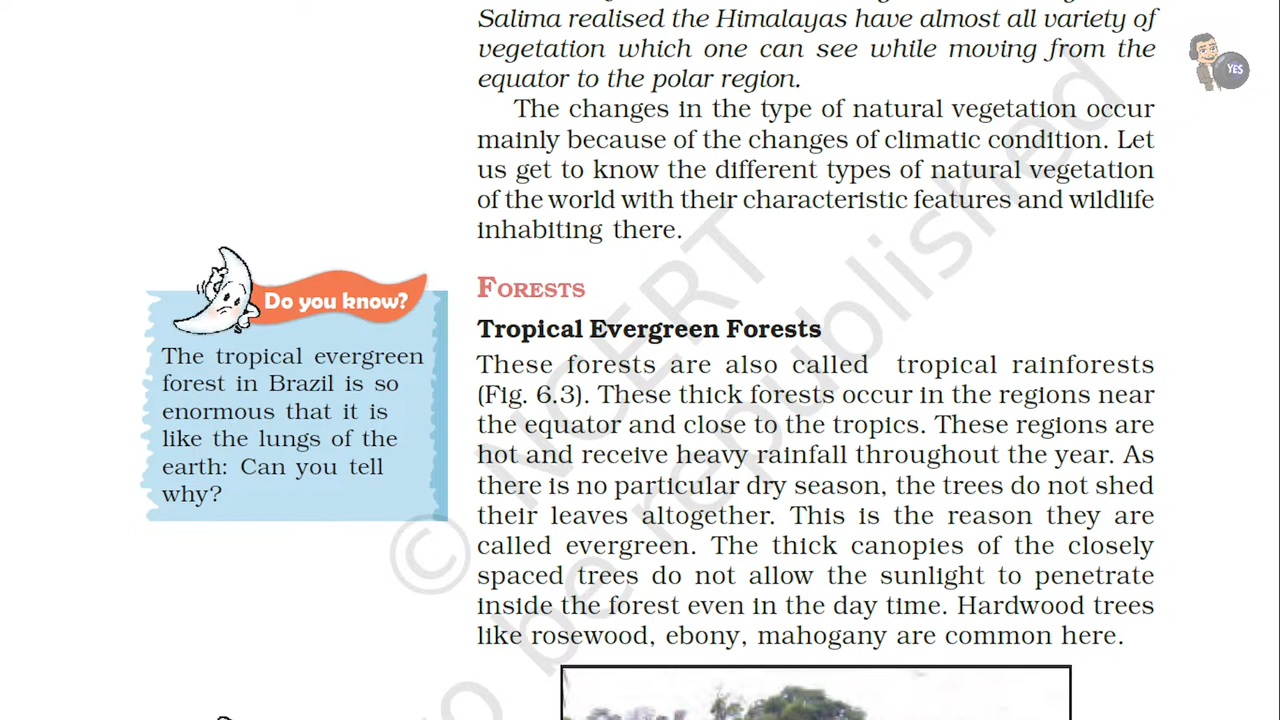 Salima realised the Himalayas have almost all variety of
vegetation which one can see while moving from the
equator to the polar region.
The changes in the type of natural vegetation occur
mainly because of the changes of climatic condition. Let
us get to know the different types of natural vegetation
of the world with their characteristic features and wildlife
inhabiting there.
YES
FORESTS
Tropical Evergreen Forests
These forests are also called tropical rainforests
(Fig. 6.3). These thick forests occur in the regions near
the equator and close to the tropics. These regions are
hot and receive heavy rainfall throughout the year. As
there is no particular dry season, the trees do not shed
their leaves altogether. This is the reason they are
called evergreen. The thick canopies of the closely
spaced trees do not allow the sunlight to penetrate
inside the forest even in the day time. Hardwood trees
like rosewood, ebony, mahogany are common here.
Do you know?
The tropical evergreen
forest in Brazil is so
enormous that it is
like the lungs of the
earth: Can you tell
why?
© NCERT
o be republished